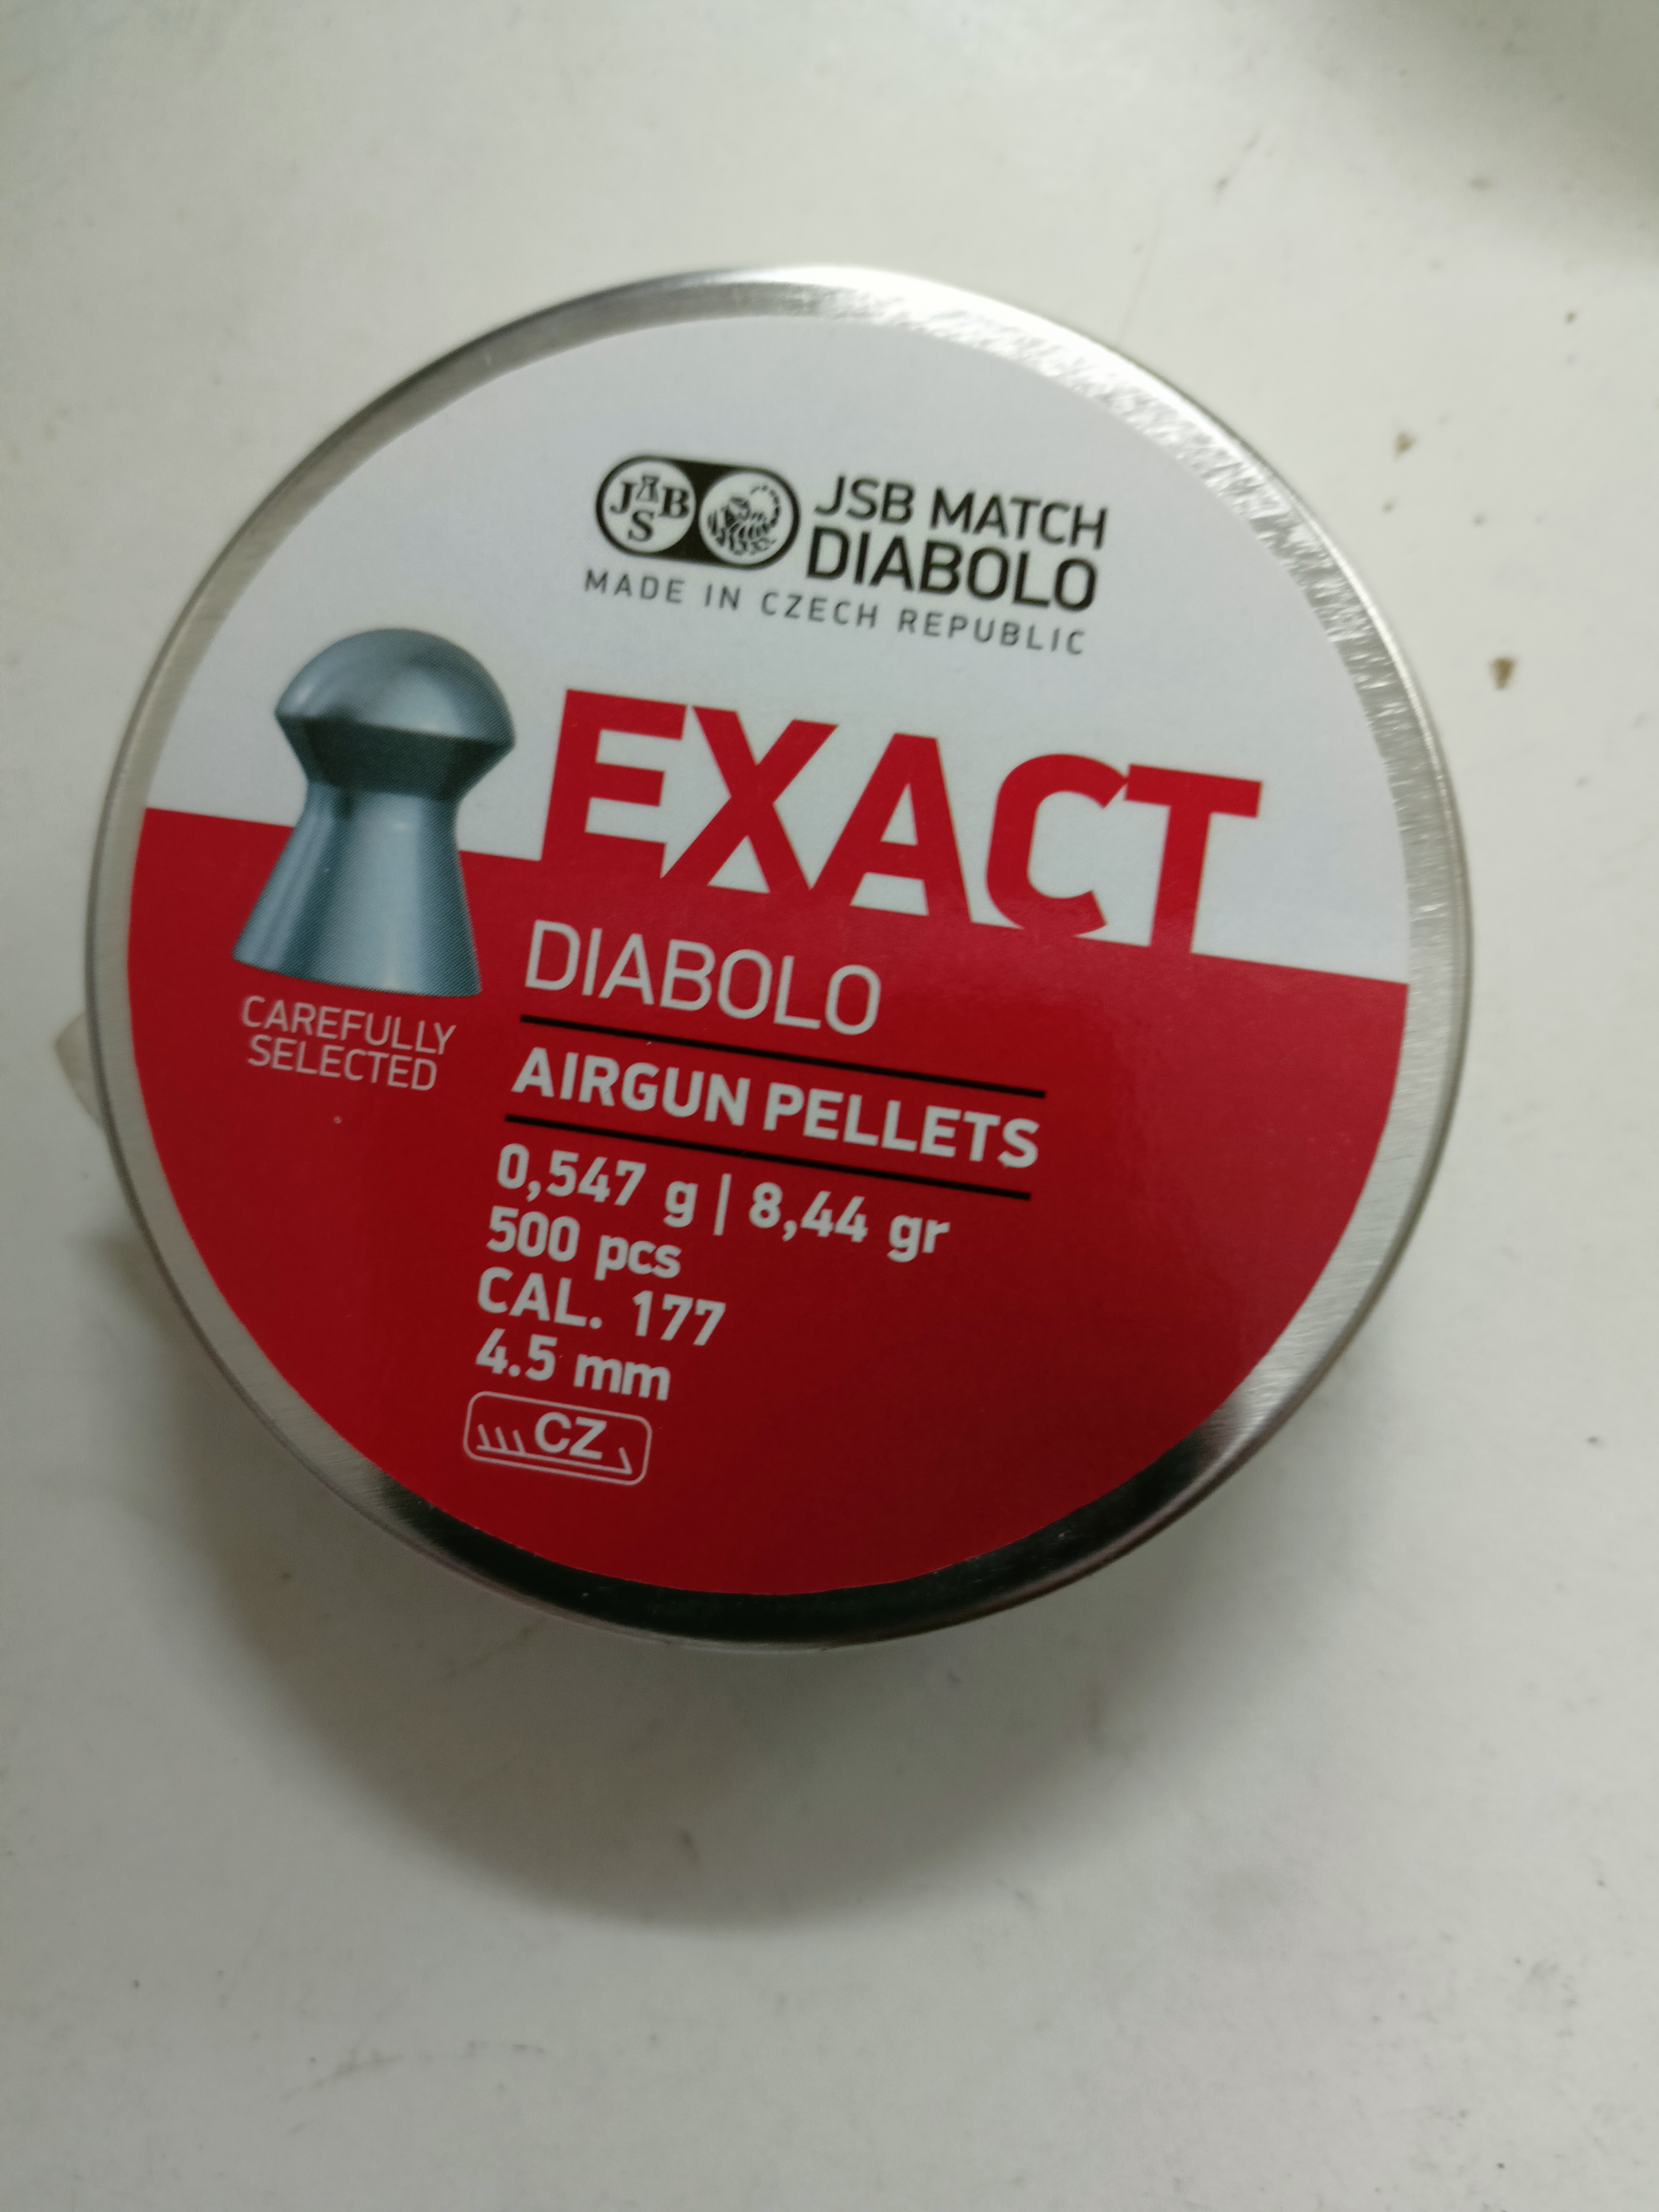 JSB
JSB MATCH
DIABOLO
MADE IN CZECH REPUBLIC
EXACT
DIABOLO
CAREFULLY
SELECTED
AIRGUN PELLETS
0,547 g | 8,44 gr
500 pcs
CAL. 177
4.5 mm
CZ